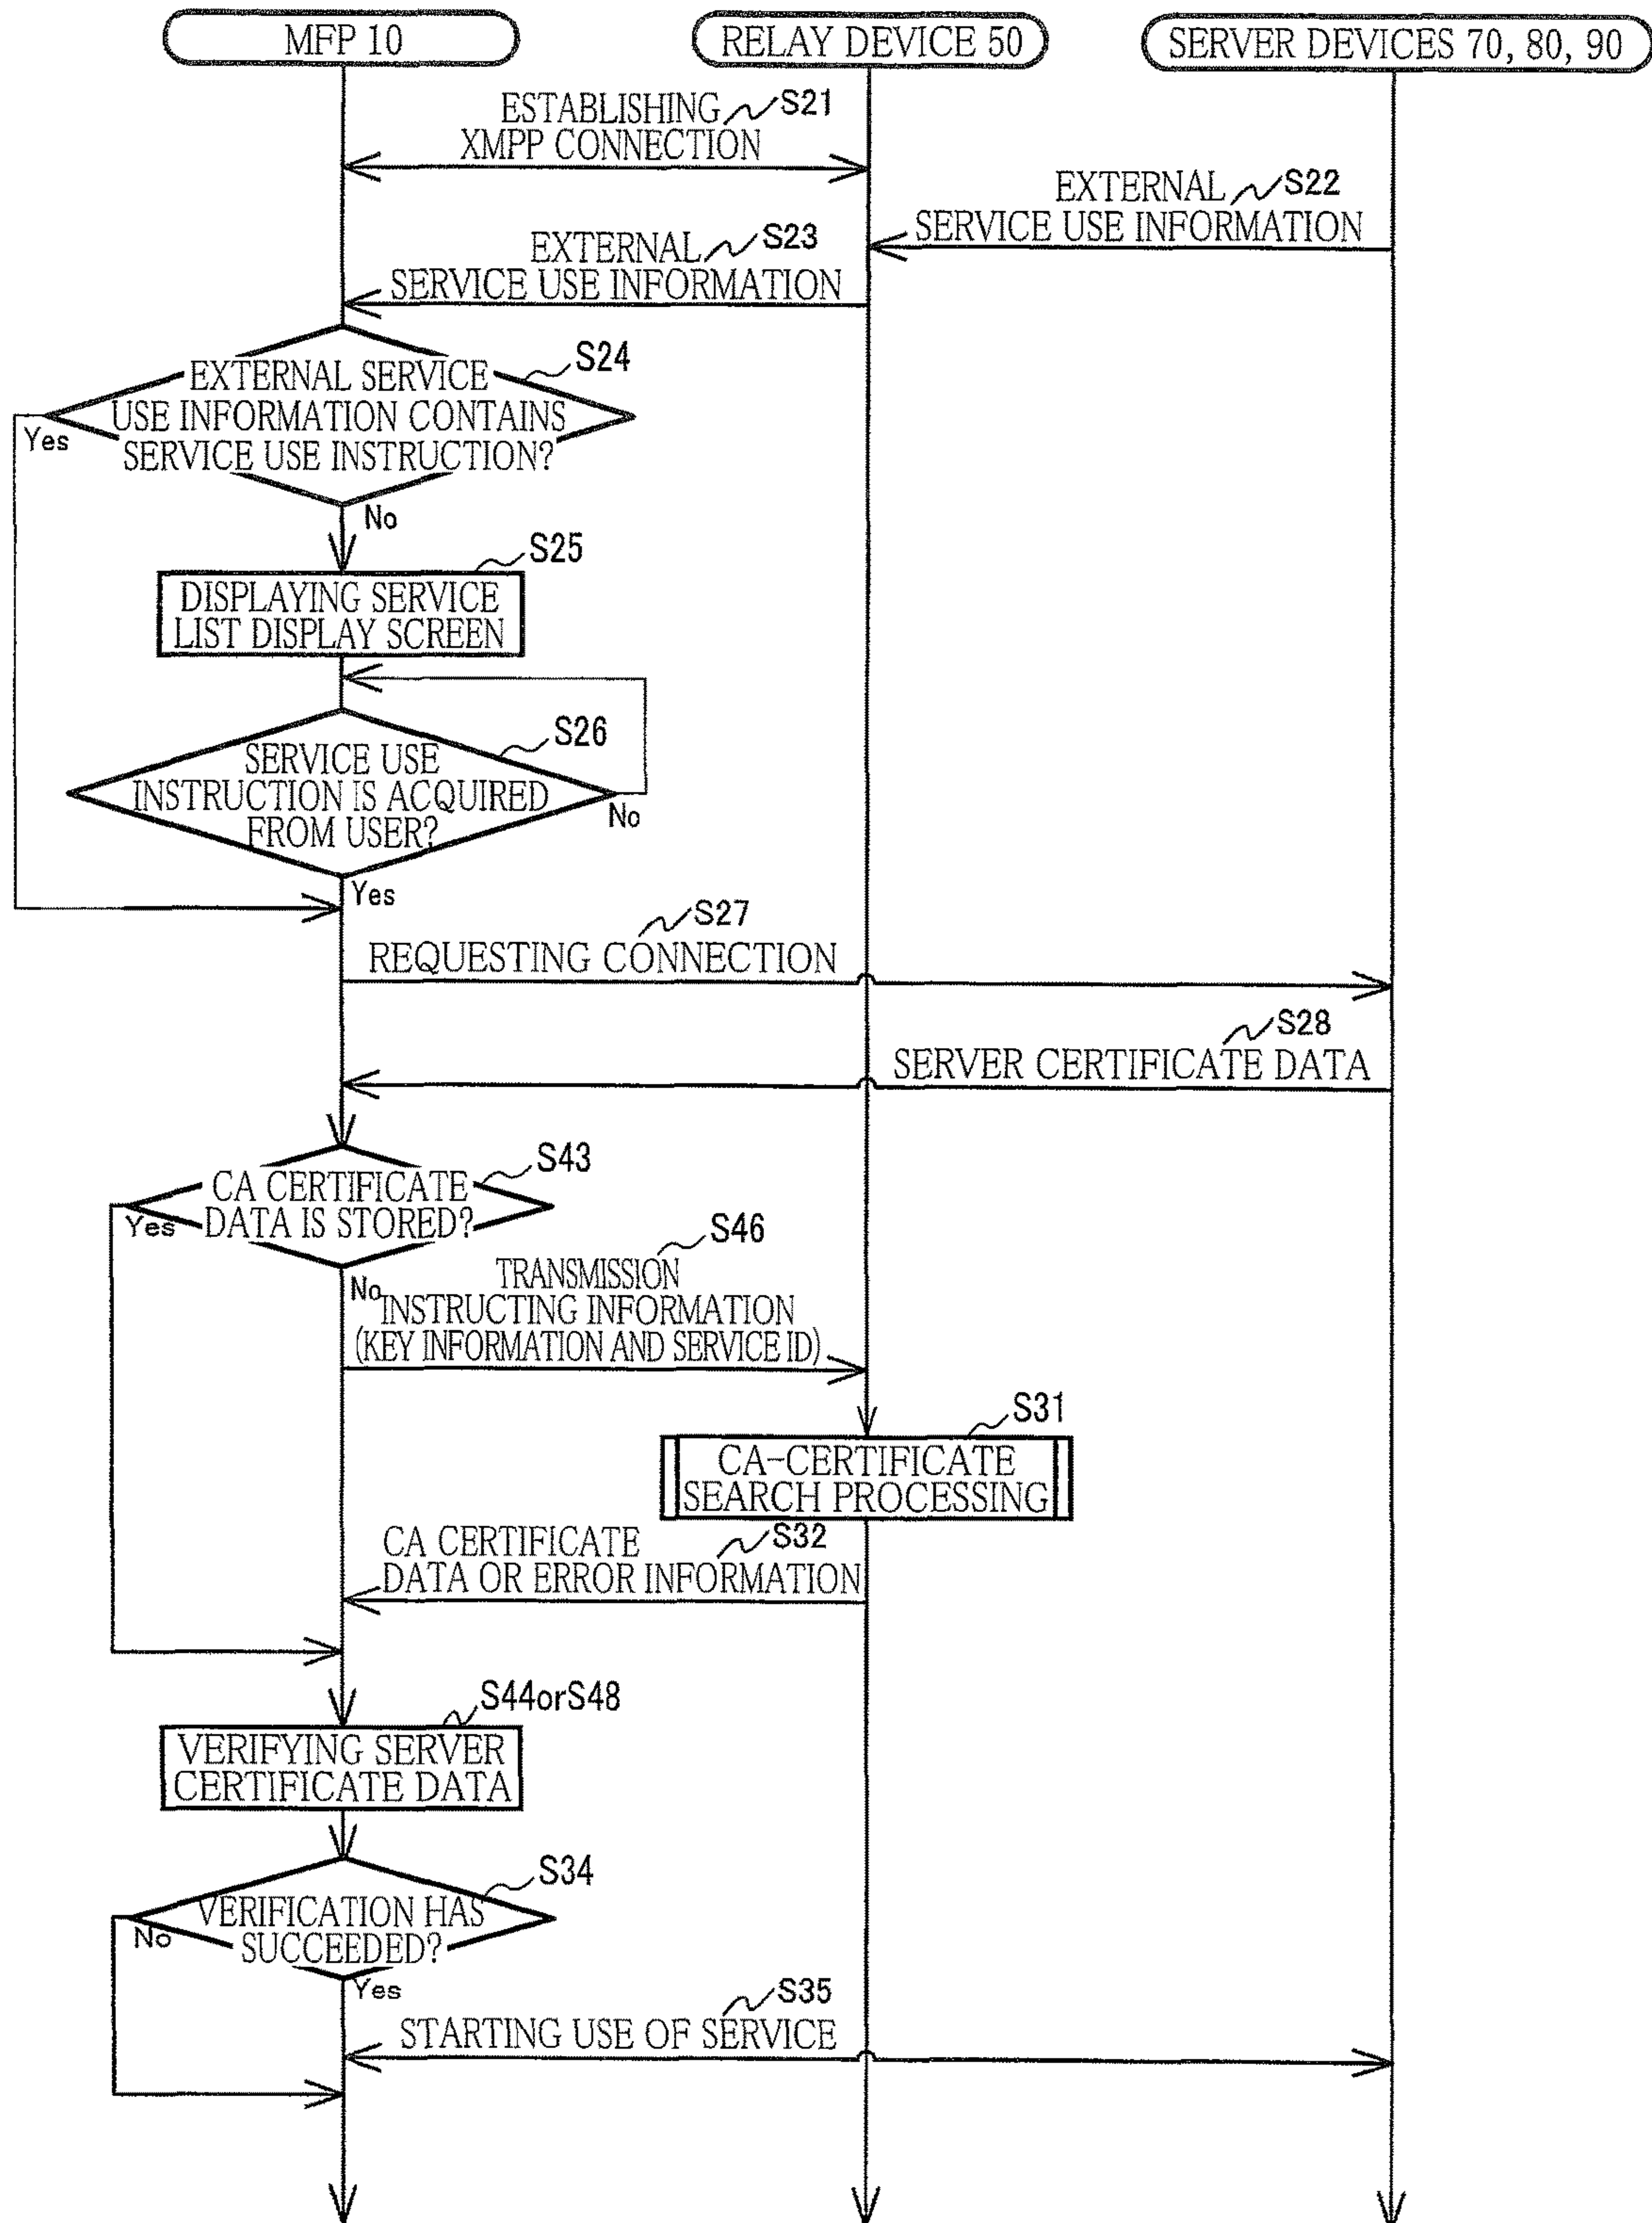 MFP 10
RELAY DEVICE 50
SERVER DEVICES 70, 80, 90
ESTABLISHING
XMPP CONNECTION
S21
EXTERNAL
SERVICE USE INFORMATION
S22
EXTERNAL
SERVICE USE INFORMATION
S23
EXTERNAL SERVICE
USE INFORMATION CONTAINS
SERVICE USE INSTRUCTION?
S24
Yes
No
S25
DISPLAYING SERVICE
LIST DISPLAY SCREEN
S26
SERVICE USE
INSTRUCTION IS ACQUIRED
FROM USER?
No
Yes
S27
REQUESTING CONNECTION
S28
SERVER CERTIFICATE DATA
S43
CA CERTIFICATE
DATA IS STORED?
Yes
No
S46
TRANSMISSION
INSTRUCTING INFORMATION
(KEY INFORMATION AND SERVICE ID)
S31
CA-CERTIFICATE
SEARCH PROCESSING
S32
CA CERTIFICATE
DATA OR ERROR INFORMATION
S44orS48
VERIFYING SERVER
CERTIFICATE DATA
S34
VERIFICATION HAS
SUCCEEDED?
No
Yes
S35
STARTING USE OF SERVICE